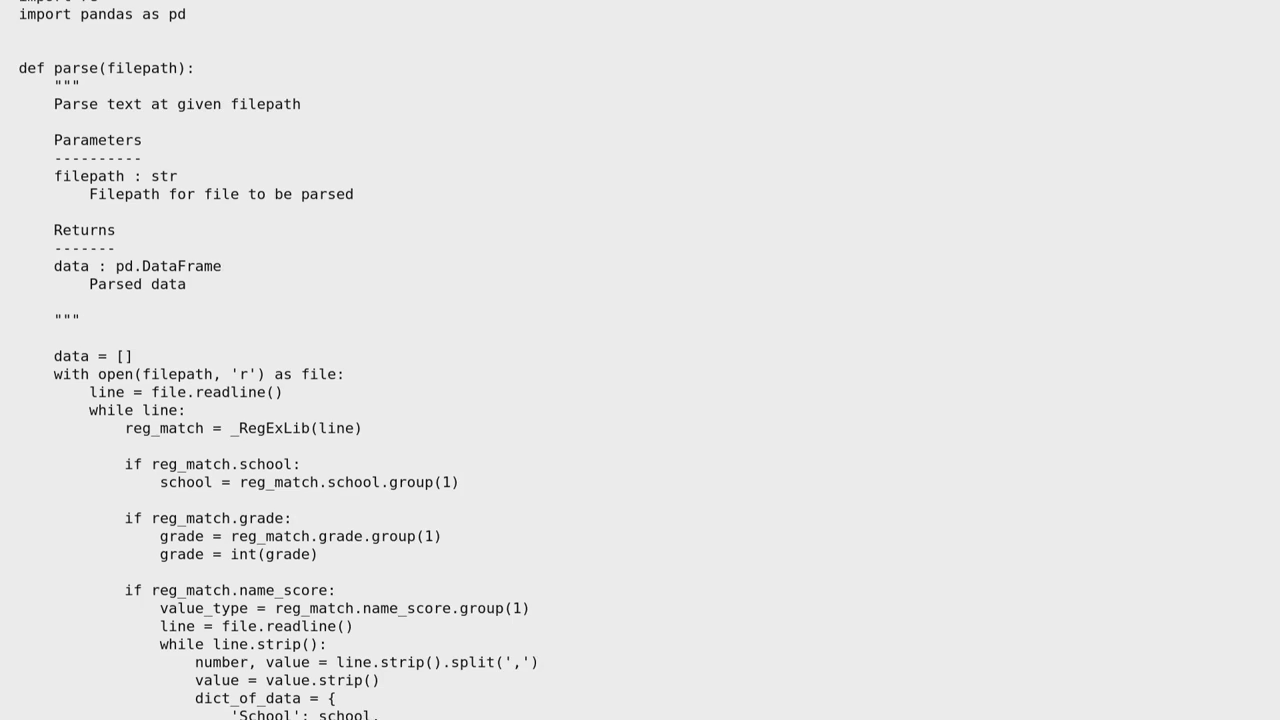 import pandas as pd
def parse(filepath):
    """
    Parse text at given filepath
    Parameters
    ----------
    filepath : str
        Filepath for file to be parsed
    Returns
    -------
    data : pd.DataFrame
        Parsed data
    """
    data = []
    with open(filepath, 'r') as file:
        line = file.readline()
        while line:
            reg_match = _RegExLib(line)
            if reg_match.school:
                school = reg_match.school.group(1)
            if reg_match.grade:
                grade = reg_match.grade.group(1)
                grade = int(grade)
            if reg_match.name_score:
                value_type = reg_match.name_score.group(1)
                line = file.readline()
                while line.strip():
                    number, value = line.strip().split(',')
                    value = value.strip()
                    dict_of_data = {
                        'School': school,